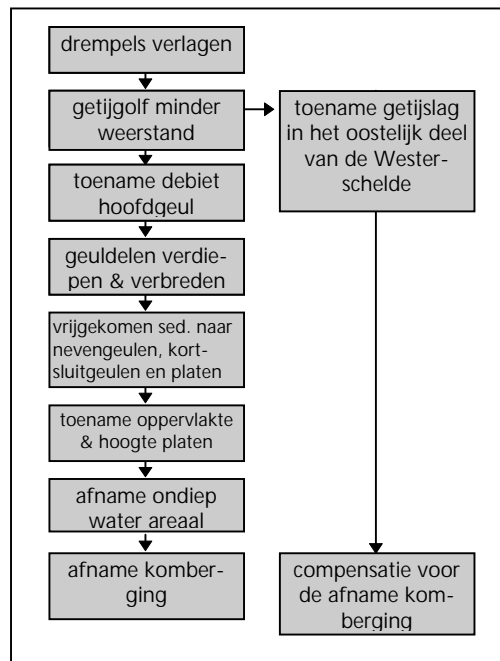 drempels verlagen
getijgolf minder
weerstand
toename getijslag
in het oostelijk deel
van de Wester-
schelde
toename debiet
hoofdgeul
geuldelen verdie-
pen & verbreden
vrijgekomen sed. naar
nevengeulen, kort-
sluitgeulen en platen
toename oppervlakte
& hoogte platen
afname ondiep
water areaal
afname komber-
ging
compensatie voor
de afname kom-
berging